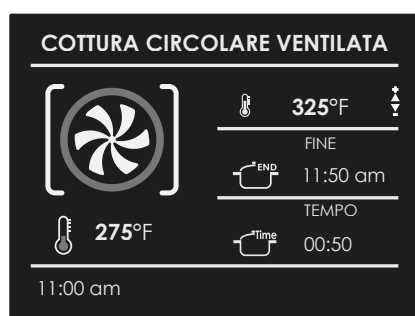 COTTURA CIRCOLARE VENTILATA
325°F
FINE
END
11:50 am
275°F
TEMPO
Time
00:50
11:00 am